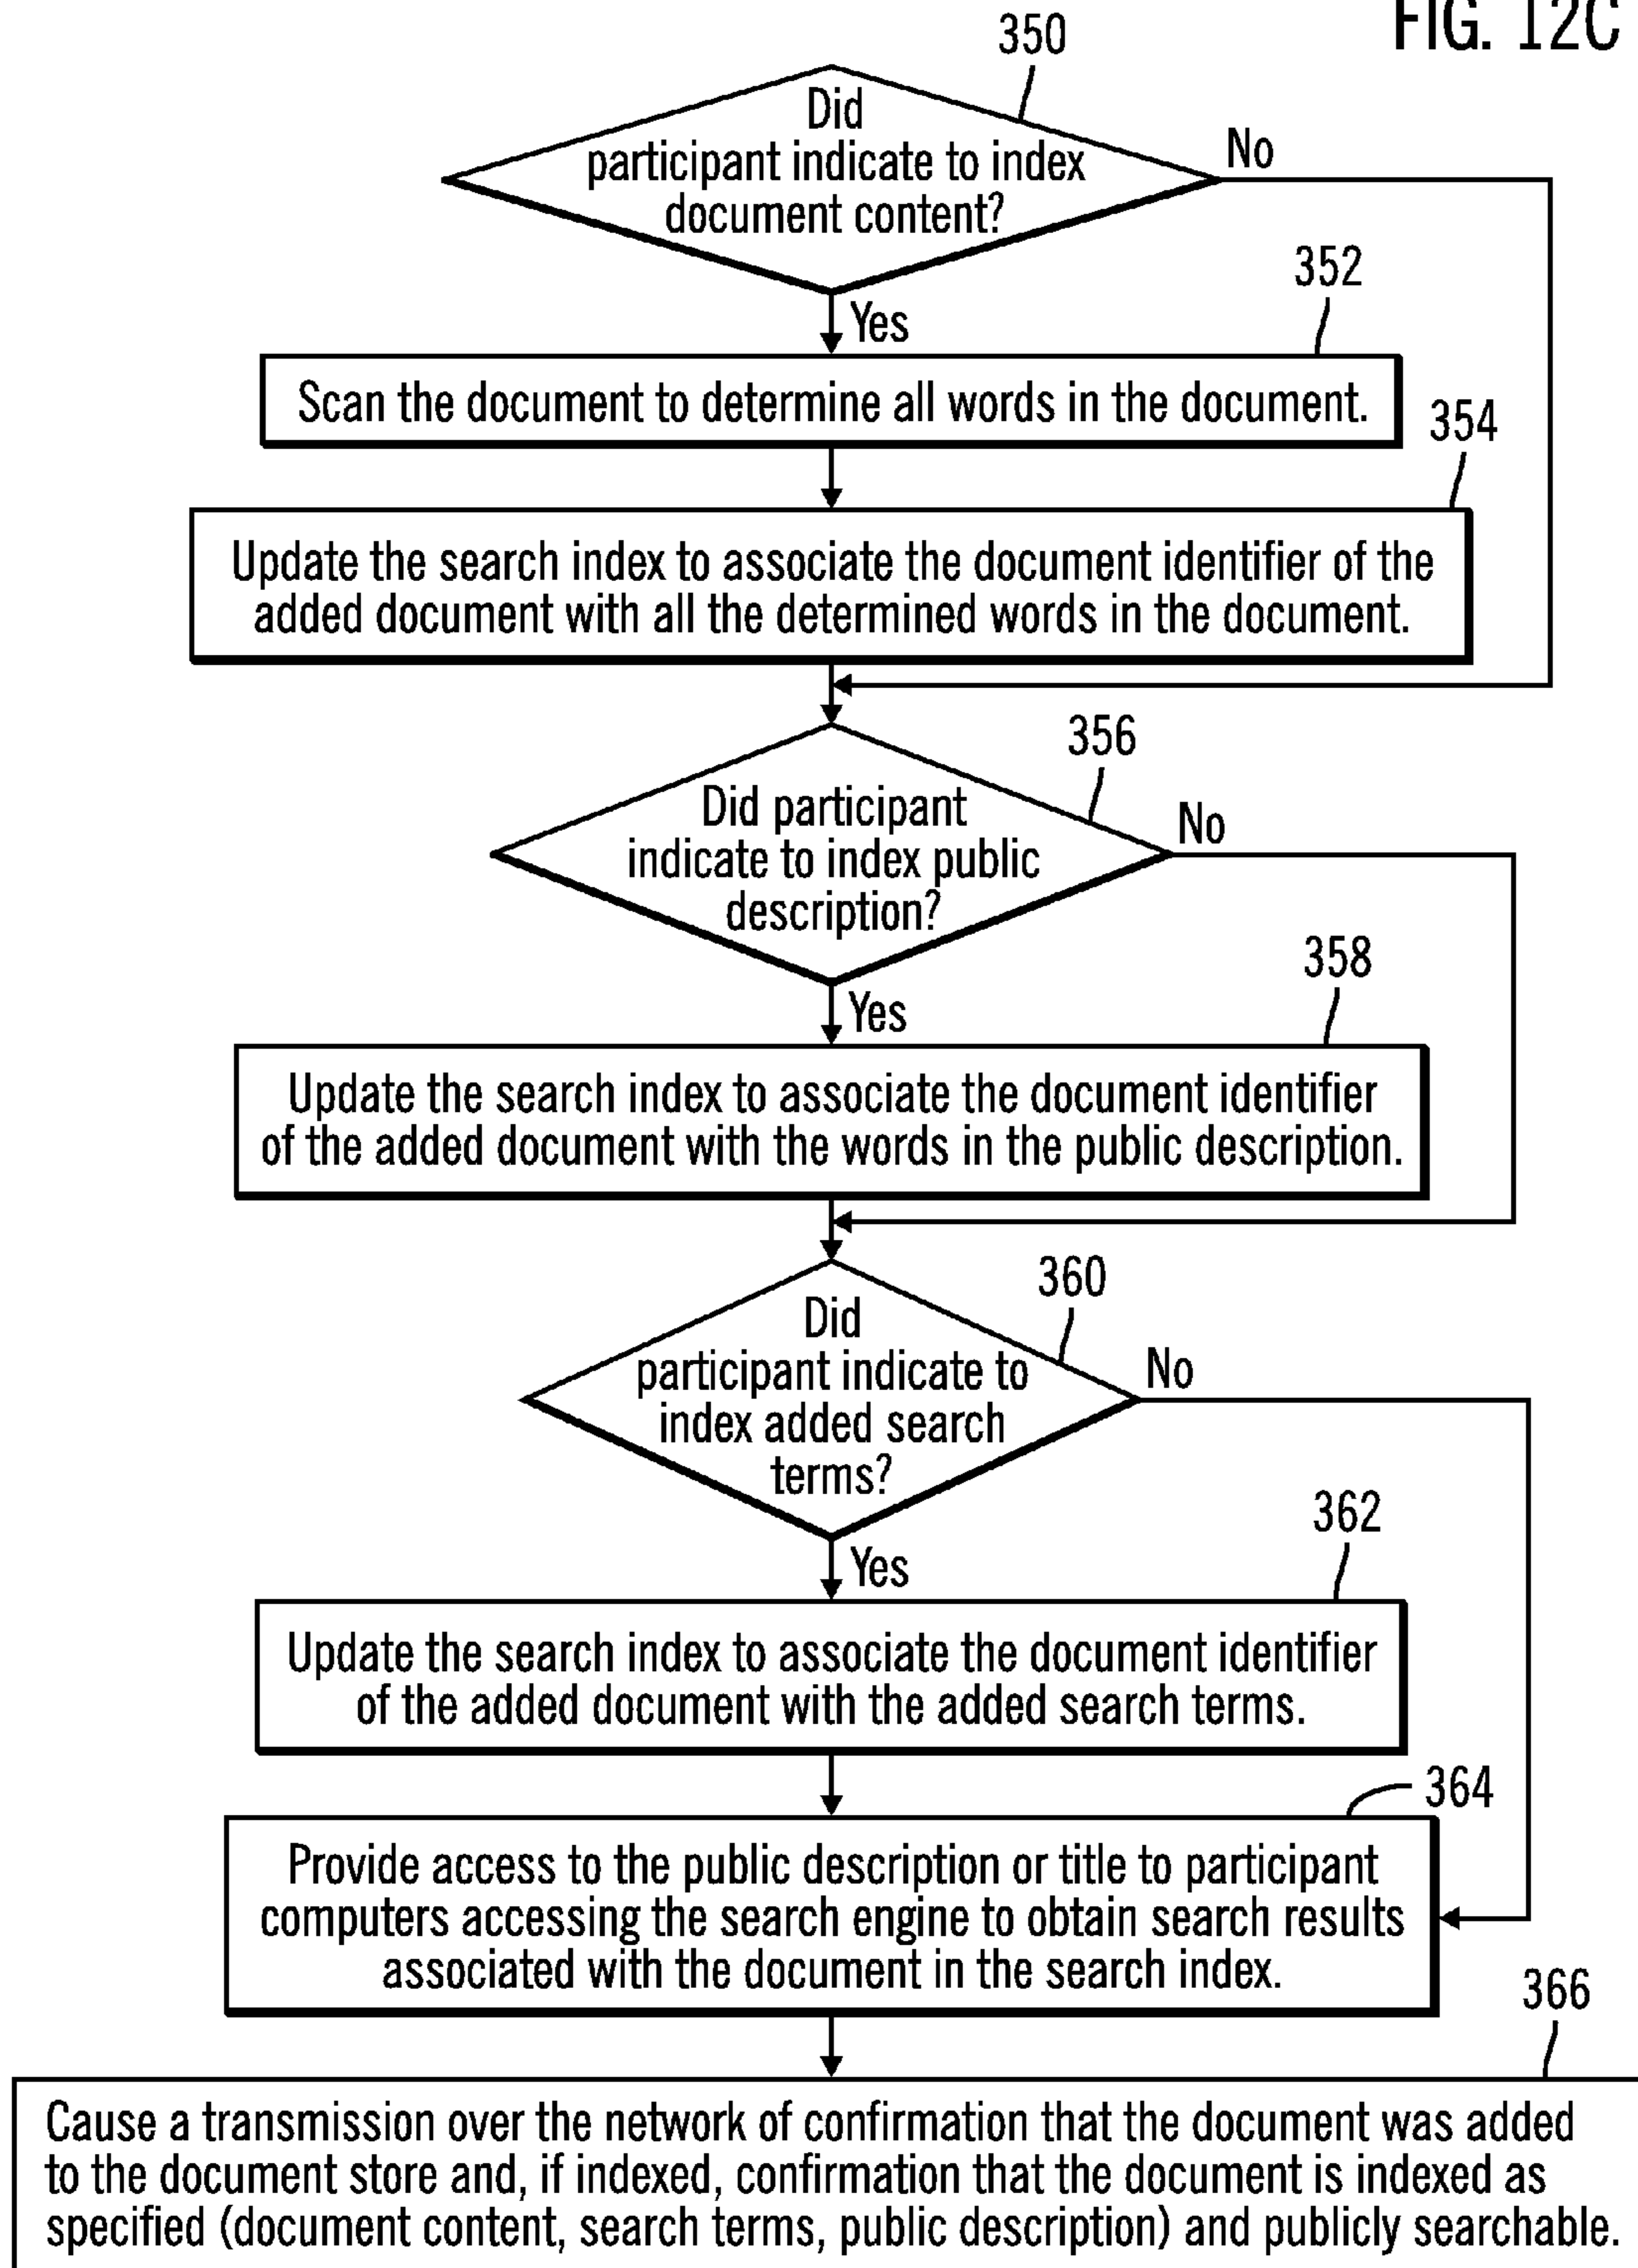 FIG. 12C
350
Did
participant indicate to index
document content?
No
Yes
352
Scan the document to determine all words in the document.
354
Update the search index to associate the document identifier of the
added document with all the determined words in the document.
356
Did participant
indicate to index public
description?
No
Yes
358
Update the search index to associate the document identifier
of the added document with the words in the public description.
360
Did
participant indicate to
index added search
terms?
No
Yes
362
Update the search index to associate the document identifier
of the added document with the added search terms.
364
Provide access to the public description or title to participant
computers accessing the search engine to obtain search results
associated with the document in the search index.
366
Cause a transmission over the network of confirmation that the document was added
to the document store and, if indexed, confirmation that the document is indexed as
specified (document content, search terms, public description) and publicly searchable.